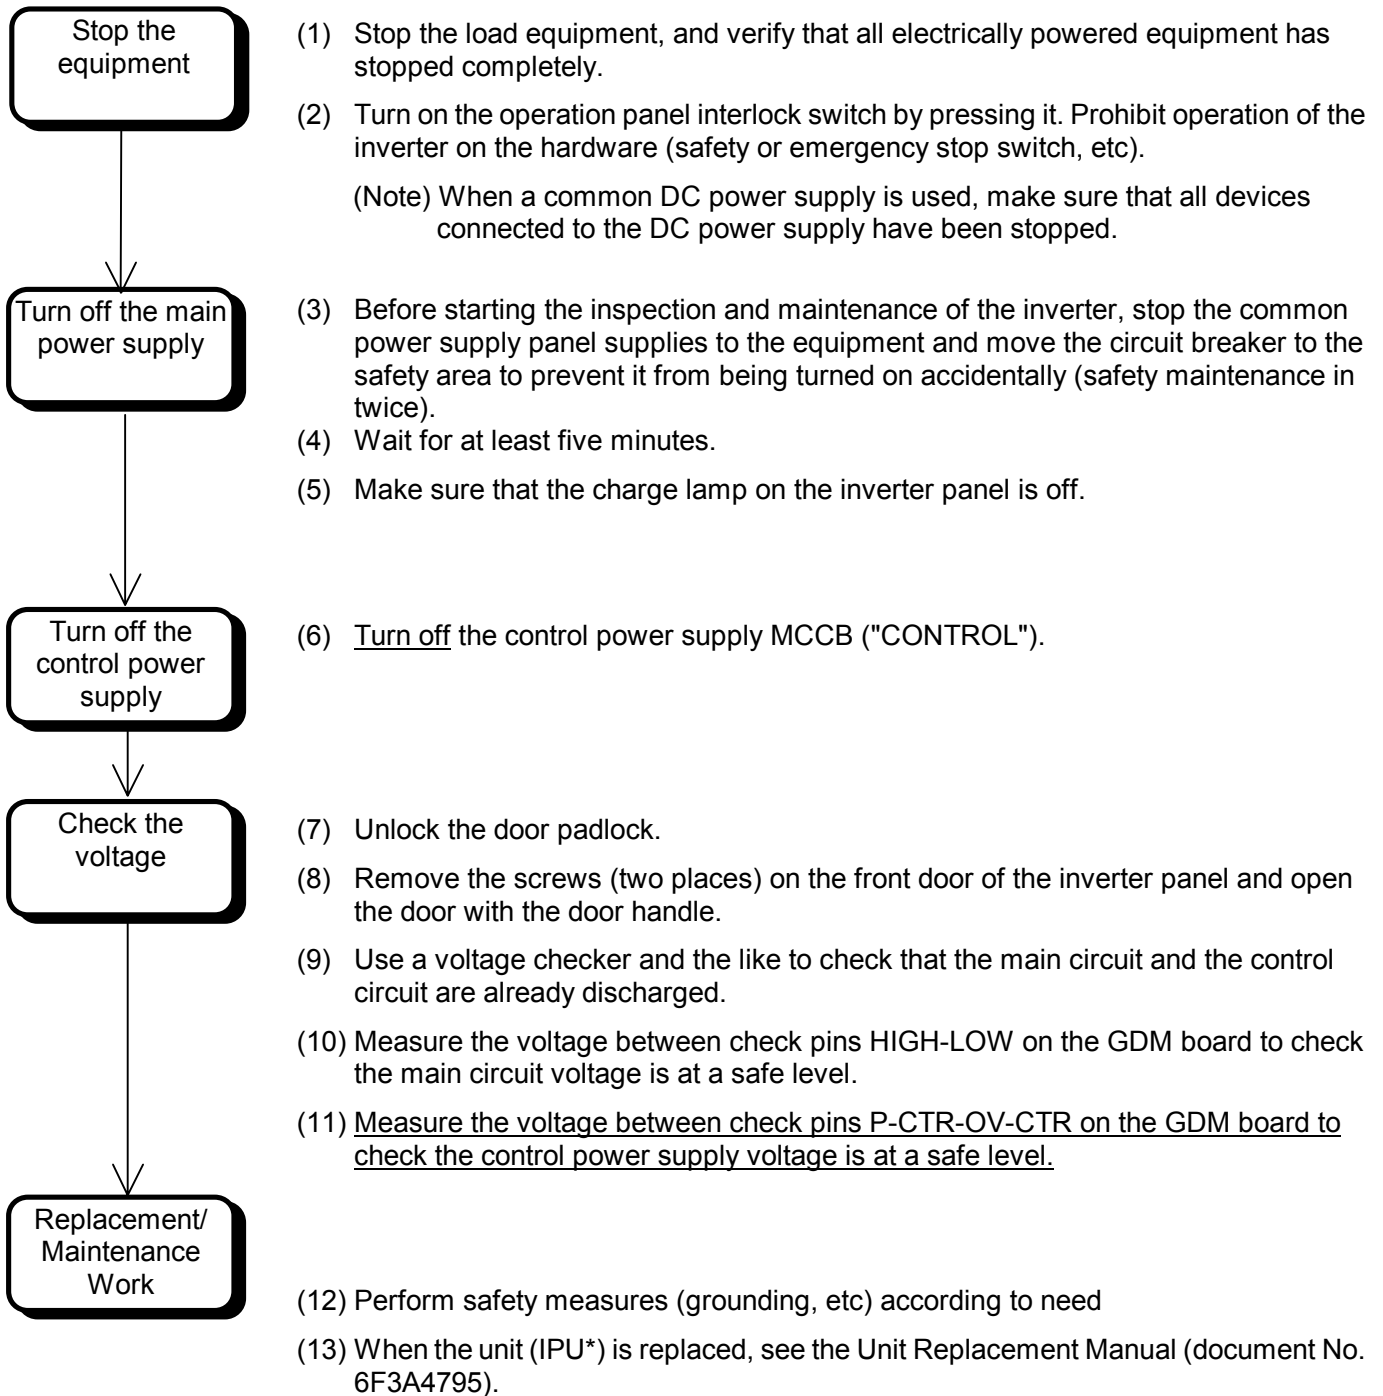 Stop the
equipment
(1) Stop the load equipment, and verify that all electrically powered equipment has
stopped completely.
(2) Turn on the operation panel interlock switch by pressing it. Prohibit operation of the
inverter on the hardware (safety or emergency stop switch, etc).
(Note) When a common DC power supply is used, make sure that all devices
connected to the DC power supply have been stopped.
Turn off the main
power supply
(3) Before starting the inspection and maintenance of the inverter, stop the common
power supply panel supplies to the equipment and move the circuit breaker to the
safety area to prevent it from being turned on accidentally (safety maintenance in
twice).
(4) Wait for at least five minutes.
(5) Make sure that the charge lamp on the inverter panel is off.
Turn off the
control power
supply
(6) Turn off the control power supply MCCB ("CONTROL").
Check the
voltage
(7) Unlock the door padlock.
(8) Remove the screws (two places) on the front door of the inverter panel and open
the door with the door handle.
(9) Use a voltage checker and the like to check that the main circuit and the control
circuit are already discharged.
(10) Measure the voltage between check pins HIGH-LOW on the GDM board to check
the main circuit voltage is at a safe level.
(11) Measure the voltage between check pins P-CTR-OV-CTR on the GDM board to
check the control power supply voltage is at a safe level.
Replacement/
Maintenance
Work
(12) Perform safety measures (grounding, etc) according to need
(13) When the unit (IPU*) is replaced, see the Unit Replacement Manual (document No.
6F3A4795).